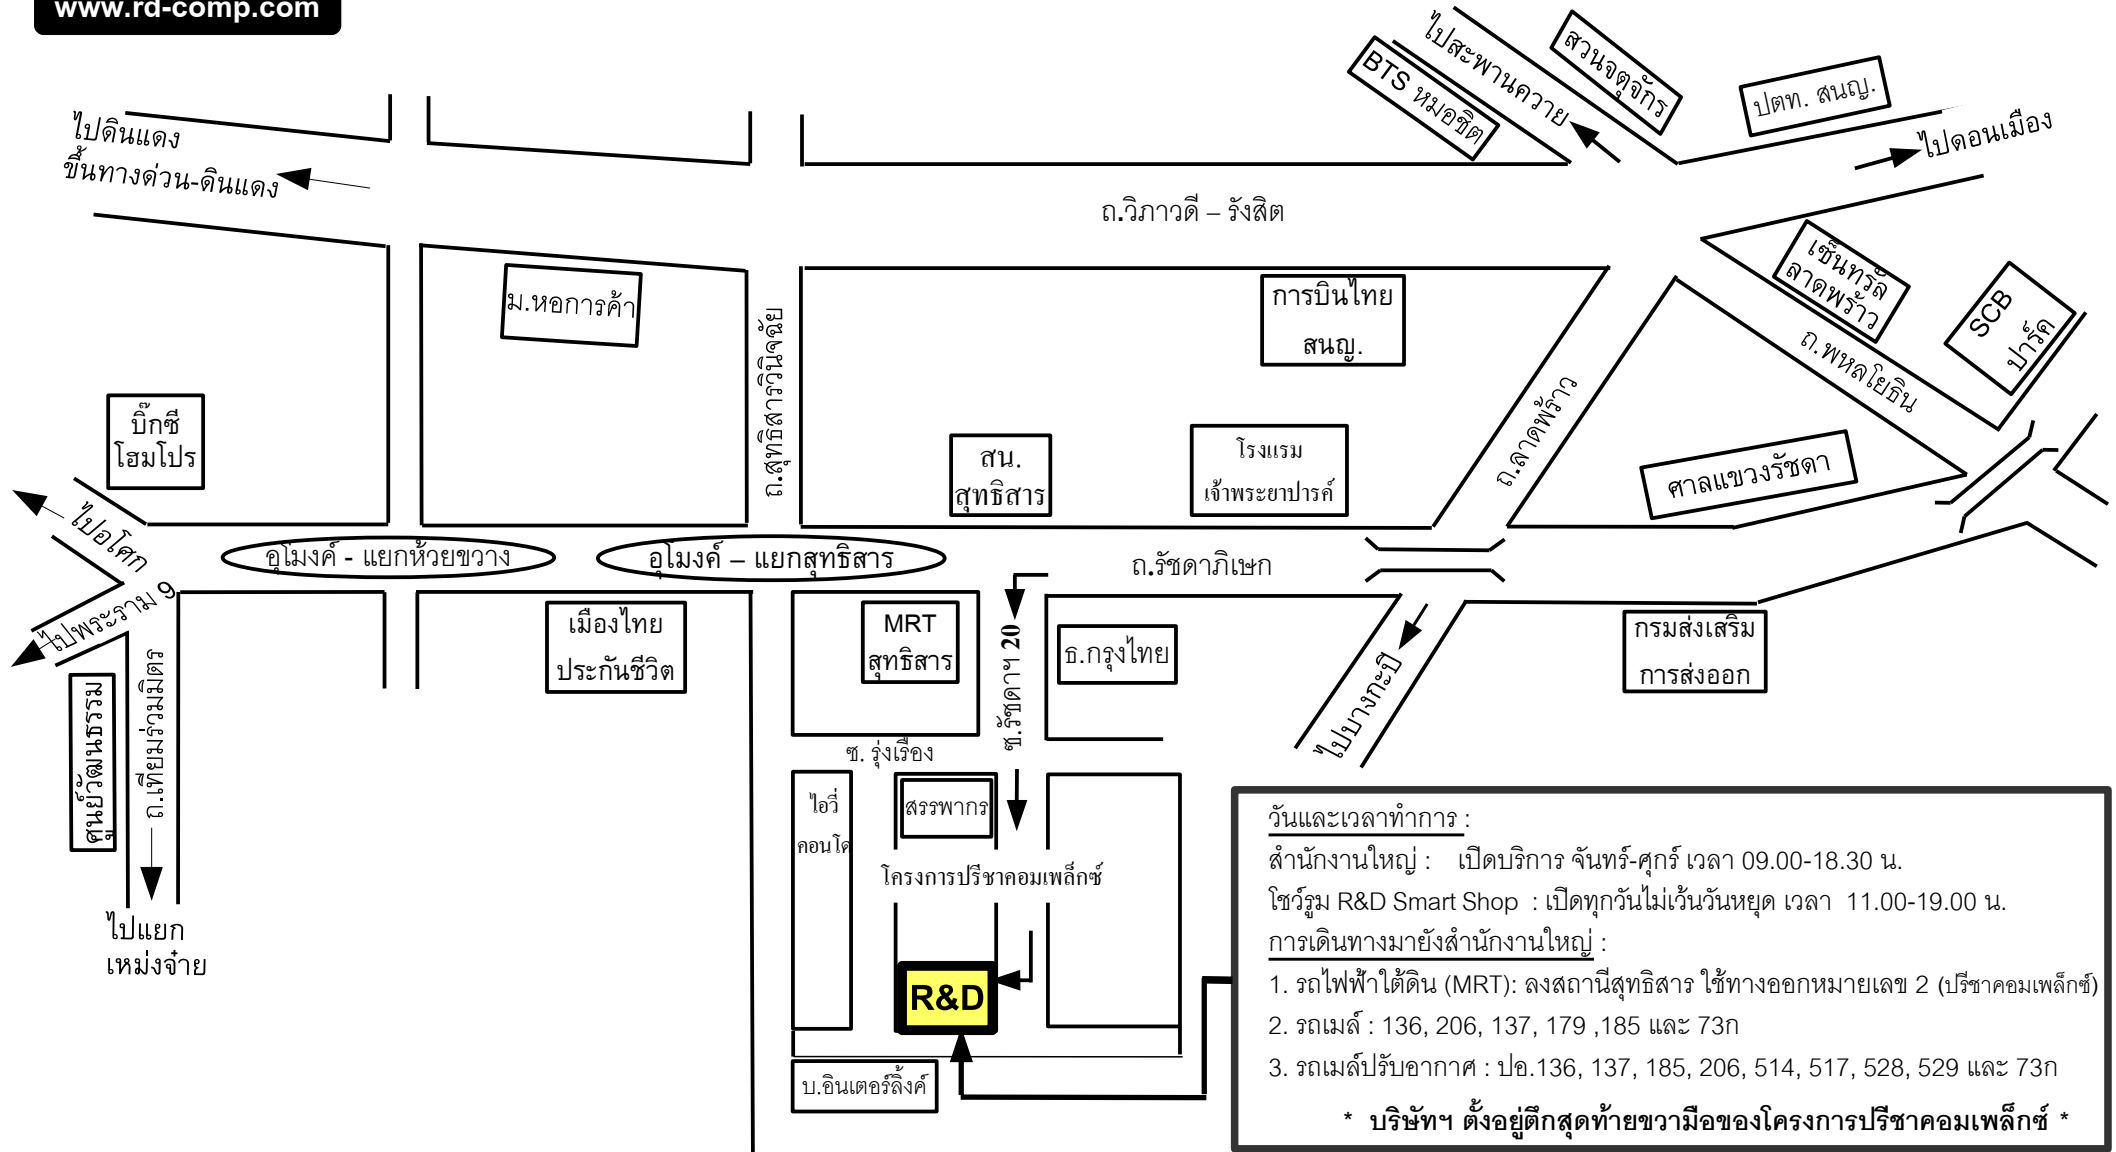 www.rd-comp.com
ไปสะพานควาย
สวนจตุจักร
BTS หมอชิต
ปตท. สนญ.
ไปดอนเมือง
ไปดินแดง
ขึ้นทางด่วน-ดินแดง
ถ.วิภาวดี – รังสิต
ม.หอการค้า
ถ.สุทธิสารวินิจฉัย
การบินไทย
สนญ.
เซ็นทรัล
ลาดพร้าว
SCB
ปาร์ค
ถ.พหลโยธิน
ถ.ลาดพร้าว
บิ๊กซี
โฮมโปร
สน.
สุทธิสาร
โรงแรม
เจ้าพระยาปารค์
ศาลแขวงรัชดา
ไปอโศก
อุโมงค์ - แยกห้วยขวาง
อุโมงค์ – แยกสุทธิสาร
ถ.รัชดาภิเษก
ไปพระราม 9
เมืองไทย
ประกันชีวิต
MRT
สุทธิสาร
ซ.รัชดาฯ 20
ธ.กรุงไทย
ไปบางกะปิ
กรมส่งเสริม
การส่งออก
ศูนย์วัฒนธรรม
ถ.เทียมร่วมมิตร
ซ. รุ่งเรือง
ไอวี่
คอนโด
สรรพากร
โครงการปรีชาคอมเพล็กซ์
ไปแยก
เหม่งจ๋าย
R&D
บ.อินเตอร์ลิ้งค์
วันและเวลาทำการ :
สำนักงานใหญ่ : เปิดบริการ จันทร์-ศุกร์ เวลา 09.00-18.30 น.
โชว์รูม R&D Smart Shop : เปิดทุกวันไม่เว้นวันหยุด เวลา 11.00-19.00 น.
การเดินทางมายังสำนักงานใหญ่ :
1. รถไฟฟ้าใต้ดิน (MRT): ลงสถานีสุทธิสาร ใช้ทางออกหมายเลข 2 (ปรีชาคอมเพล็กซ์)
2. รถเมล์ : 136, 206, 137, 179 ,185 และ 73ก
3. รถเมล์ปรับอากาศ : ปอ.136, 137, 185, 206, 514, 517, 528, 529 และ 73ก
* บริษัทฯ ตั้งอยู่ตึกสุดท้ายขวามือของโครงการปรีชาคอมเพล็กซ์ *